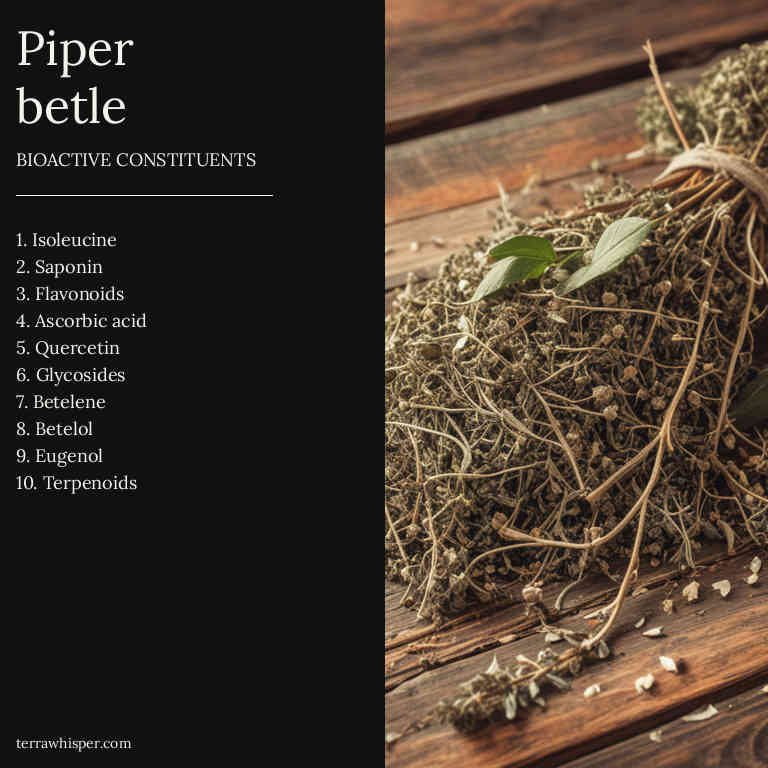 Piper
betle
BIOACTIVE CONSTITUENTS
1. Isoleucine
2. Saponin
3. Flavonoids
4. Ascorbic acid
5. Quercetin
6. Glycosides
7. Betelene
8. Betelol
9. Eugenol
10. Terpenoids
terrawhisper.com